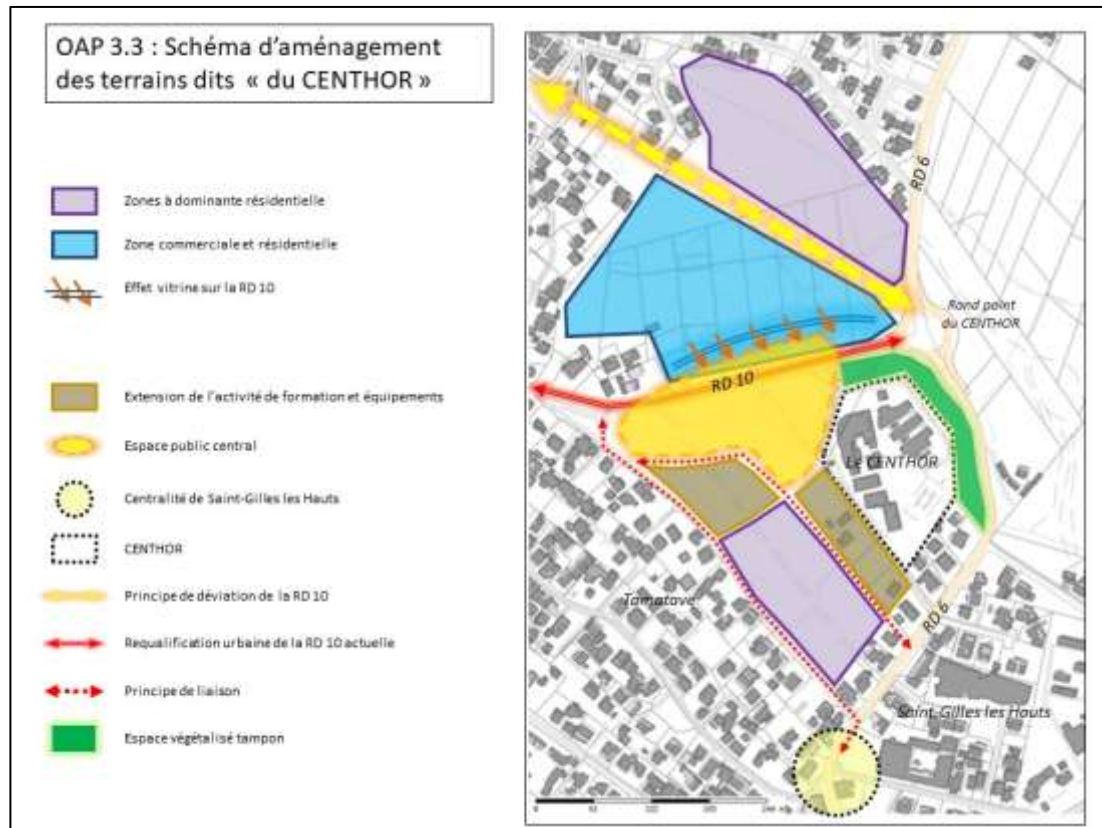 OAP 3.3 : Schéma d’aménagement
des terrains dits « du CENTHOR »
Zones à dominante résidentielle
Zone commerciale et résidentielle
Effet vitrine sur la RD 10
Extension de l’activité de formation et équipements
Espace public central
Centralité de Saint-Gilles les Hauts
CENTHOR
Principe de déviation de la RD 10
Requalification urbaine de la RD 10 actuelle
Principe de liaison
Espace végétalisé tampon
RD 6
Rond point
du CENTHOR
RD 10
Le CENTHOR
Tamatave
RD 6
Saint-Gilles les Hauts
0